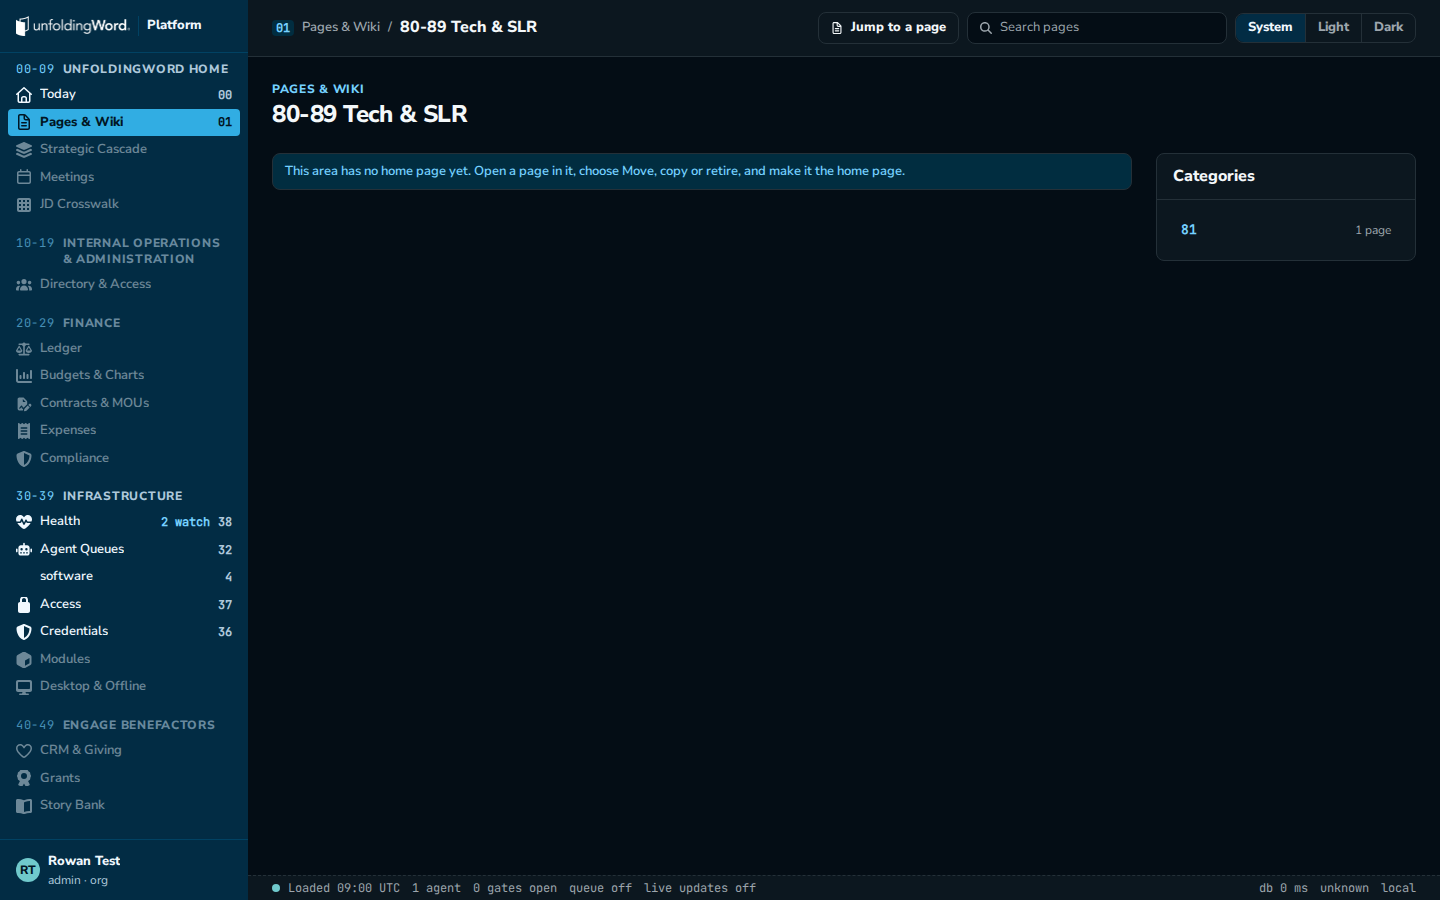 unfoldingWord Platform
00-09 UNFOLDINGWORD HOME
Today 00
Pages & Wiki 01
Strategic Cascade
Meetings
JD Crosswalk
10-19 INTERNAL OPERATIONS
& ADMINISTRATION
Directory & Access
20-29 FINANCE
Ledger
Budgets & Charts
Contracts & MOUs
Expenses
Compliance
30-39 INFRASTRUCTURE
Health 2 watch 38
Agent Queues 32
software 4
Access 37
Credentials 36
Modules
Desktop & Offline
40-49 ENGAGE BENEFACTORS
CRM & Giving
Grants
Story Bank
RT Rowan Test
admin · org
01 Pages & Wiki / 80-89 Tech & SLR
Jump to a page
Search pages
System Light Dark
PAGES & WIKI
80-89 Tech & SLR
This area has no home page yet. Open a page in it, choose Move, copy or retire, and make it the home page.
Categories
81 1 page
Loaded 09:00 UTC 1 agent 0 gates open queue off live updates off
db 0 ms unknown local